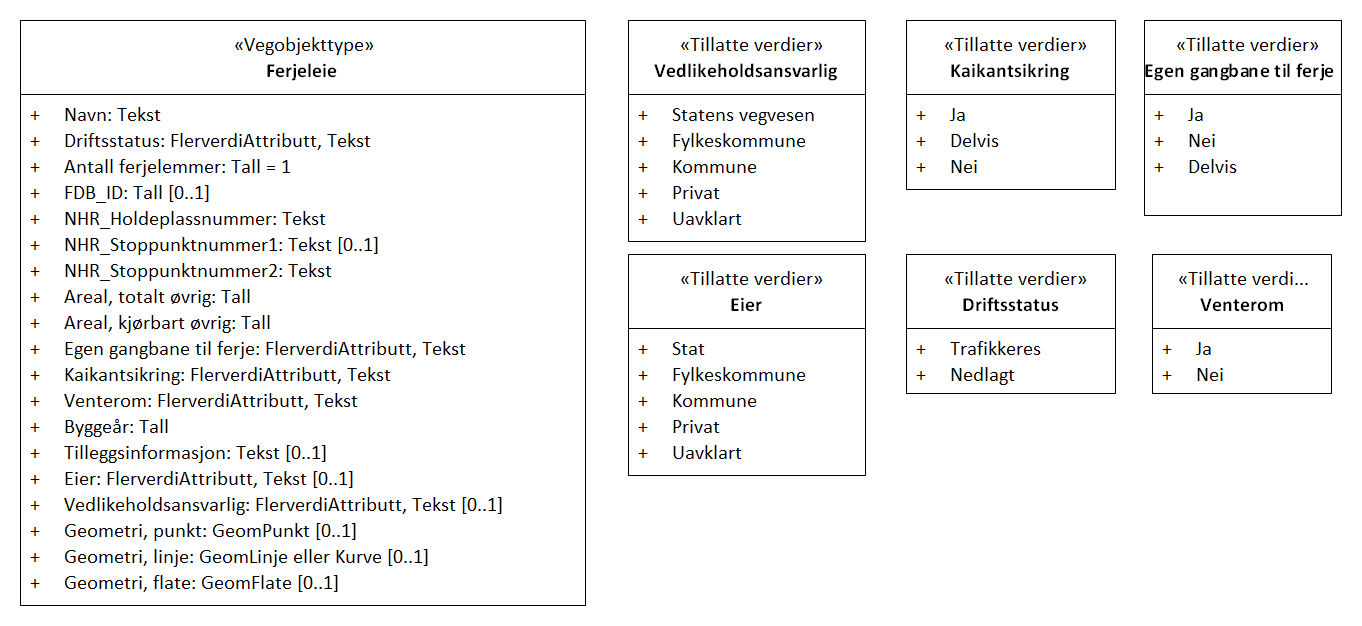 «Vegobjekttype»
Ferjeleie
+ Navn: Tekst
+ Driftsstatus: FlerverdiAttributt, Tekst
+ Antall ferjelemmer: Tall = 1
+ FDB_ID: Tall [0..1]
+ NHR_Holdeplassnummer: Tekst
+ NHR_Stoppunktnummer1: Tekst [0..1]
+ NHR_Stoppunktnummer2: Tekst
+ Areal, totalt øvrig: Tall
+ Areal, kjørbart øvrig: Tall
+ Egen gangbane til ferje: FlerverdiAttributt, Tekst
+ Kaikantsikring: FlerverdiAttributt, Tekst
+ Venterom: FlerverdiAttributt, Tekst
+ Byggeår: Tall
+ Tilleggsinformasjon: Tekst [0..1]
+ Eier: FlerverdiAttributt, Tekst [0..1]
+ Vedlikeholdsansvarlig: FlerverdiAttributt, Tekst [0..1]
+ Geometri, punkt: GeomPunkt [0..1]
+ Geometri, linje: GeomLinje eller Kurve [0..1]
+ Geometri, flate: GeomFlate [0..1]
«Tillatte verdier»
Vedlikeholdsansvarlig
+ Statens vegvesen
+ Fylkeskommune
+ Kommune
+ Privat
+ Uavklart
«Tillatte verdier»
Kaikantsikring
+ Ja
+ Delvis
+ Nei
«Tillatte verdier»
Egen gangbane til ferje
+ Ja
+ Nei
+ Delvis
«Tillatte verdier»
Eier
+ Stat
+ Fylkeskommune
+ Kommune
+ Privat
+ Uavklart
«Tillatte verdier»
Driftsstatus
+ Trafikkeres
+ Nedlagt
«Tillatte verdi...
Venterom
+ Ja
+ Nei